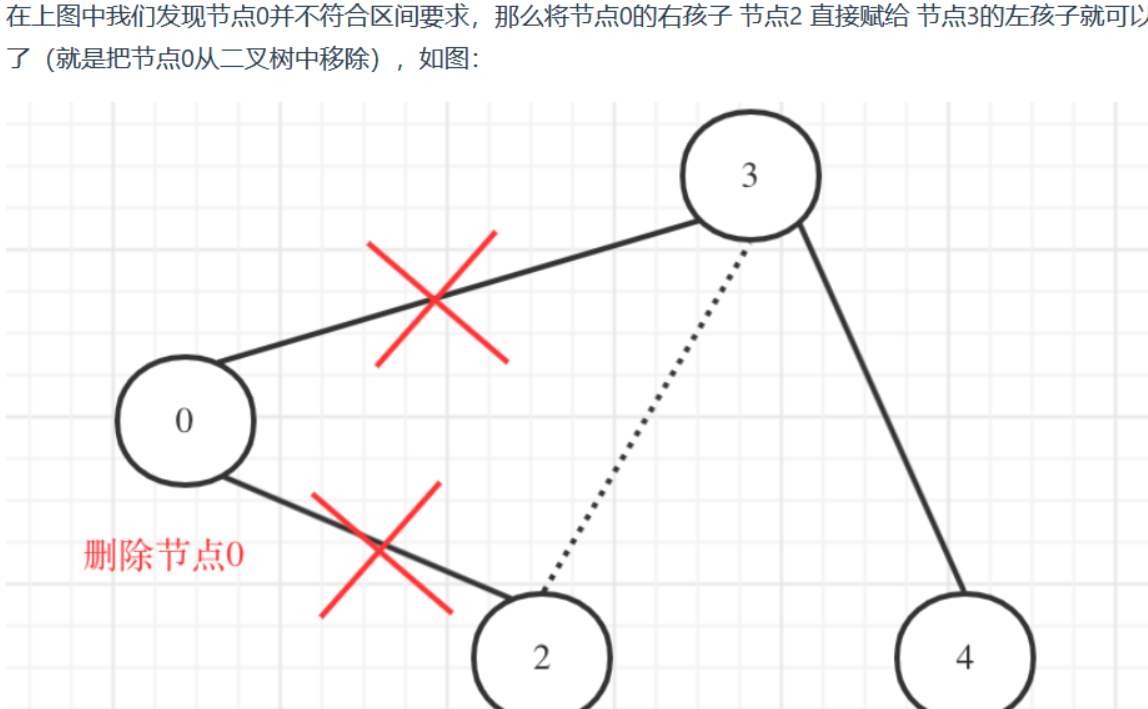 在上图中我们发现节点0并不符合区间要求，那么将节点0的右孩子 节点2 直接赋给 节点3的左孩子就可以
了（就是把节点0从二叉树中移除），如图：
3
0
删除节点0
2
4